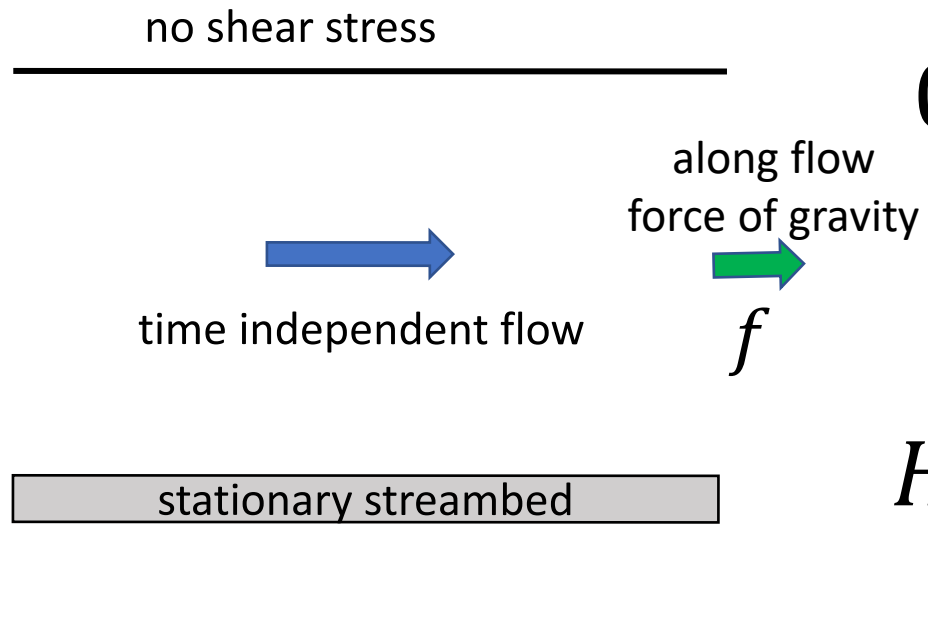 no shear stress
along flow
force of gravity
time independent flow
f
H
stationary streambed